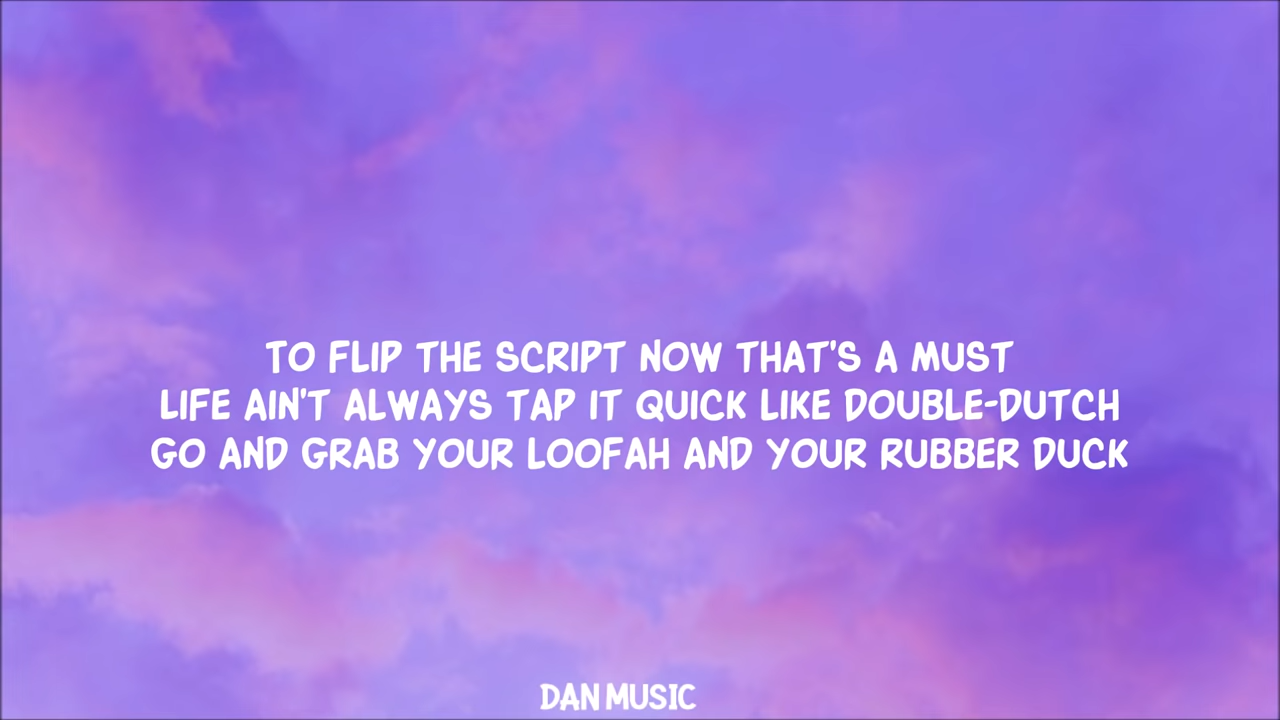 TO FLIP THE SCRIPT NOW THAT'S A MUST
LIFE AIN'T ALWAYS TAP IT QUICK LIKE DOUBLE-DUTCH
GO AND GRAB YOUR LOOFAH AND YOUR RUBBER DUCK
DAN MUSIC